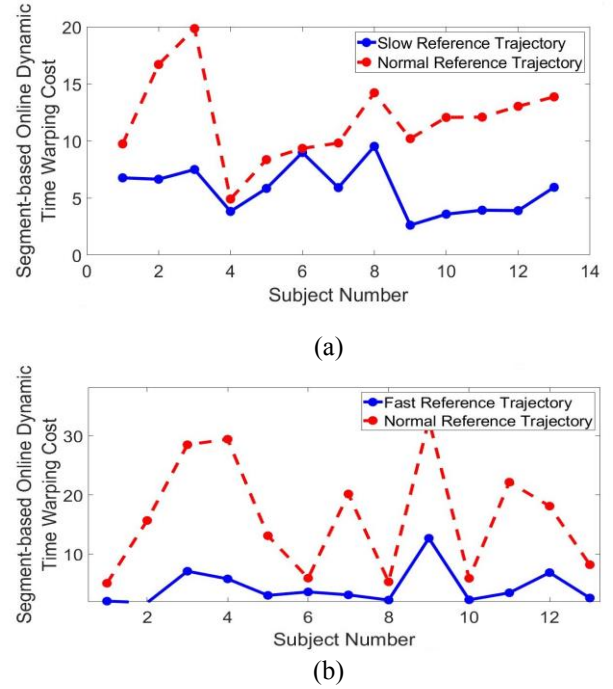 Segment-based Online Dynamic
Time Warping Cost
20
15
10
5
0
Slow Reference Trajectory
Normal Reference Trajectory
0 2 4 6 8 10 12 14
Subject Number
(a)
Segment-based Online Dynamic
Time Warping Cost
30
20
10
Fast Reference Trajectory
Normal Reference Trajectory
2 4 6 8 10 12
Subject Number
(b)